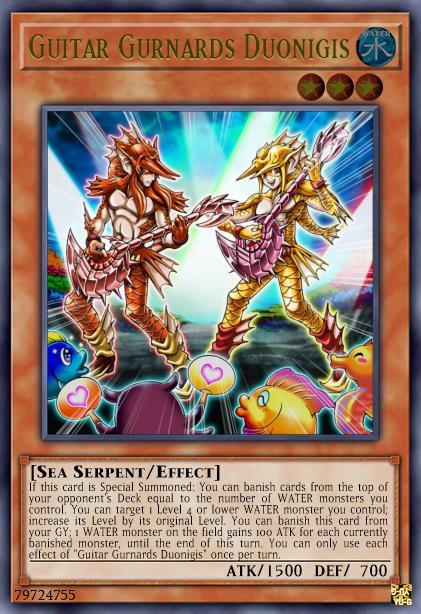 GUITAR GURNARDS DUONIGIS
WATER
水
[SEA SERPENT/EFFECT]
If this card is Special Summoned: You can banish cards from the top of
your opponent's Deck equal to the number of WATER monsters you
control. You can target 1 Level 4 or lower WATER monster you control;
increase its Level by its original Level. You can banish this card from
your GY; 1 WATER monster on the field gains 100 ATK for each currently
banished monster, until the end of this turn. You can only use each
effect of "Guitar Gurnards Duonigis" once per turn.
ATK/1500 DEF/ 700
79724755